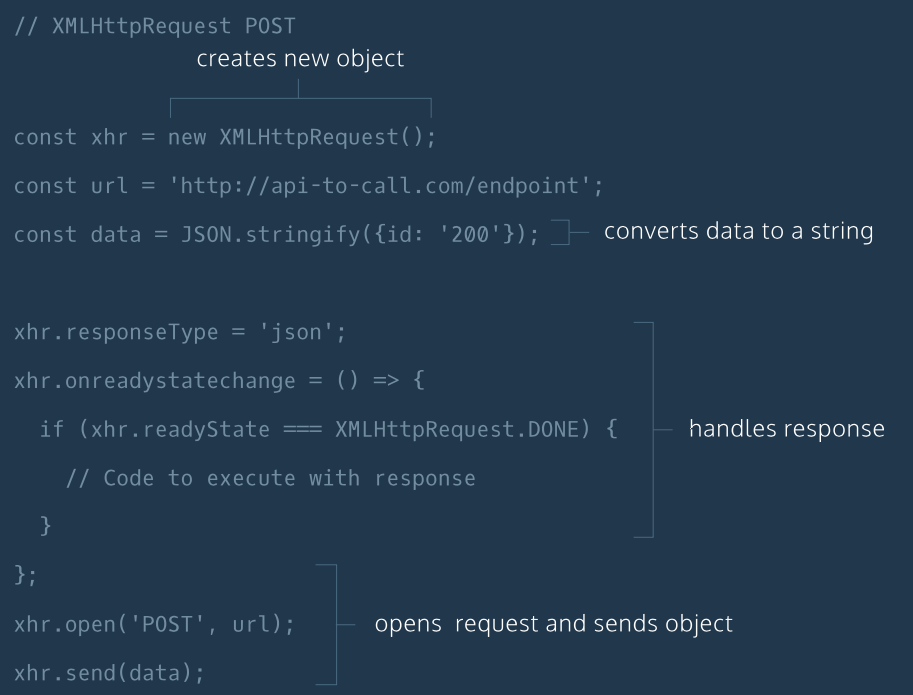 // XMLHttpRequest POST
creates new object
const xhr = new XMLHttpRequest();
const url = 'http://api-to-call.com/endpoint';
const data = JSON.stringify({id: '200'});
converts data to a string
xhr.responseType = 'json';
xhr.onreadystatechange = () => {
if (xhr.readyState === XMLHttpRequest.DONE) {
handles response
// Code to execute with response
}
};
xhr.open('POST', url);
opens request and sends object
xhr.send(data);